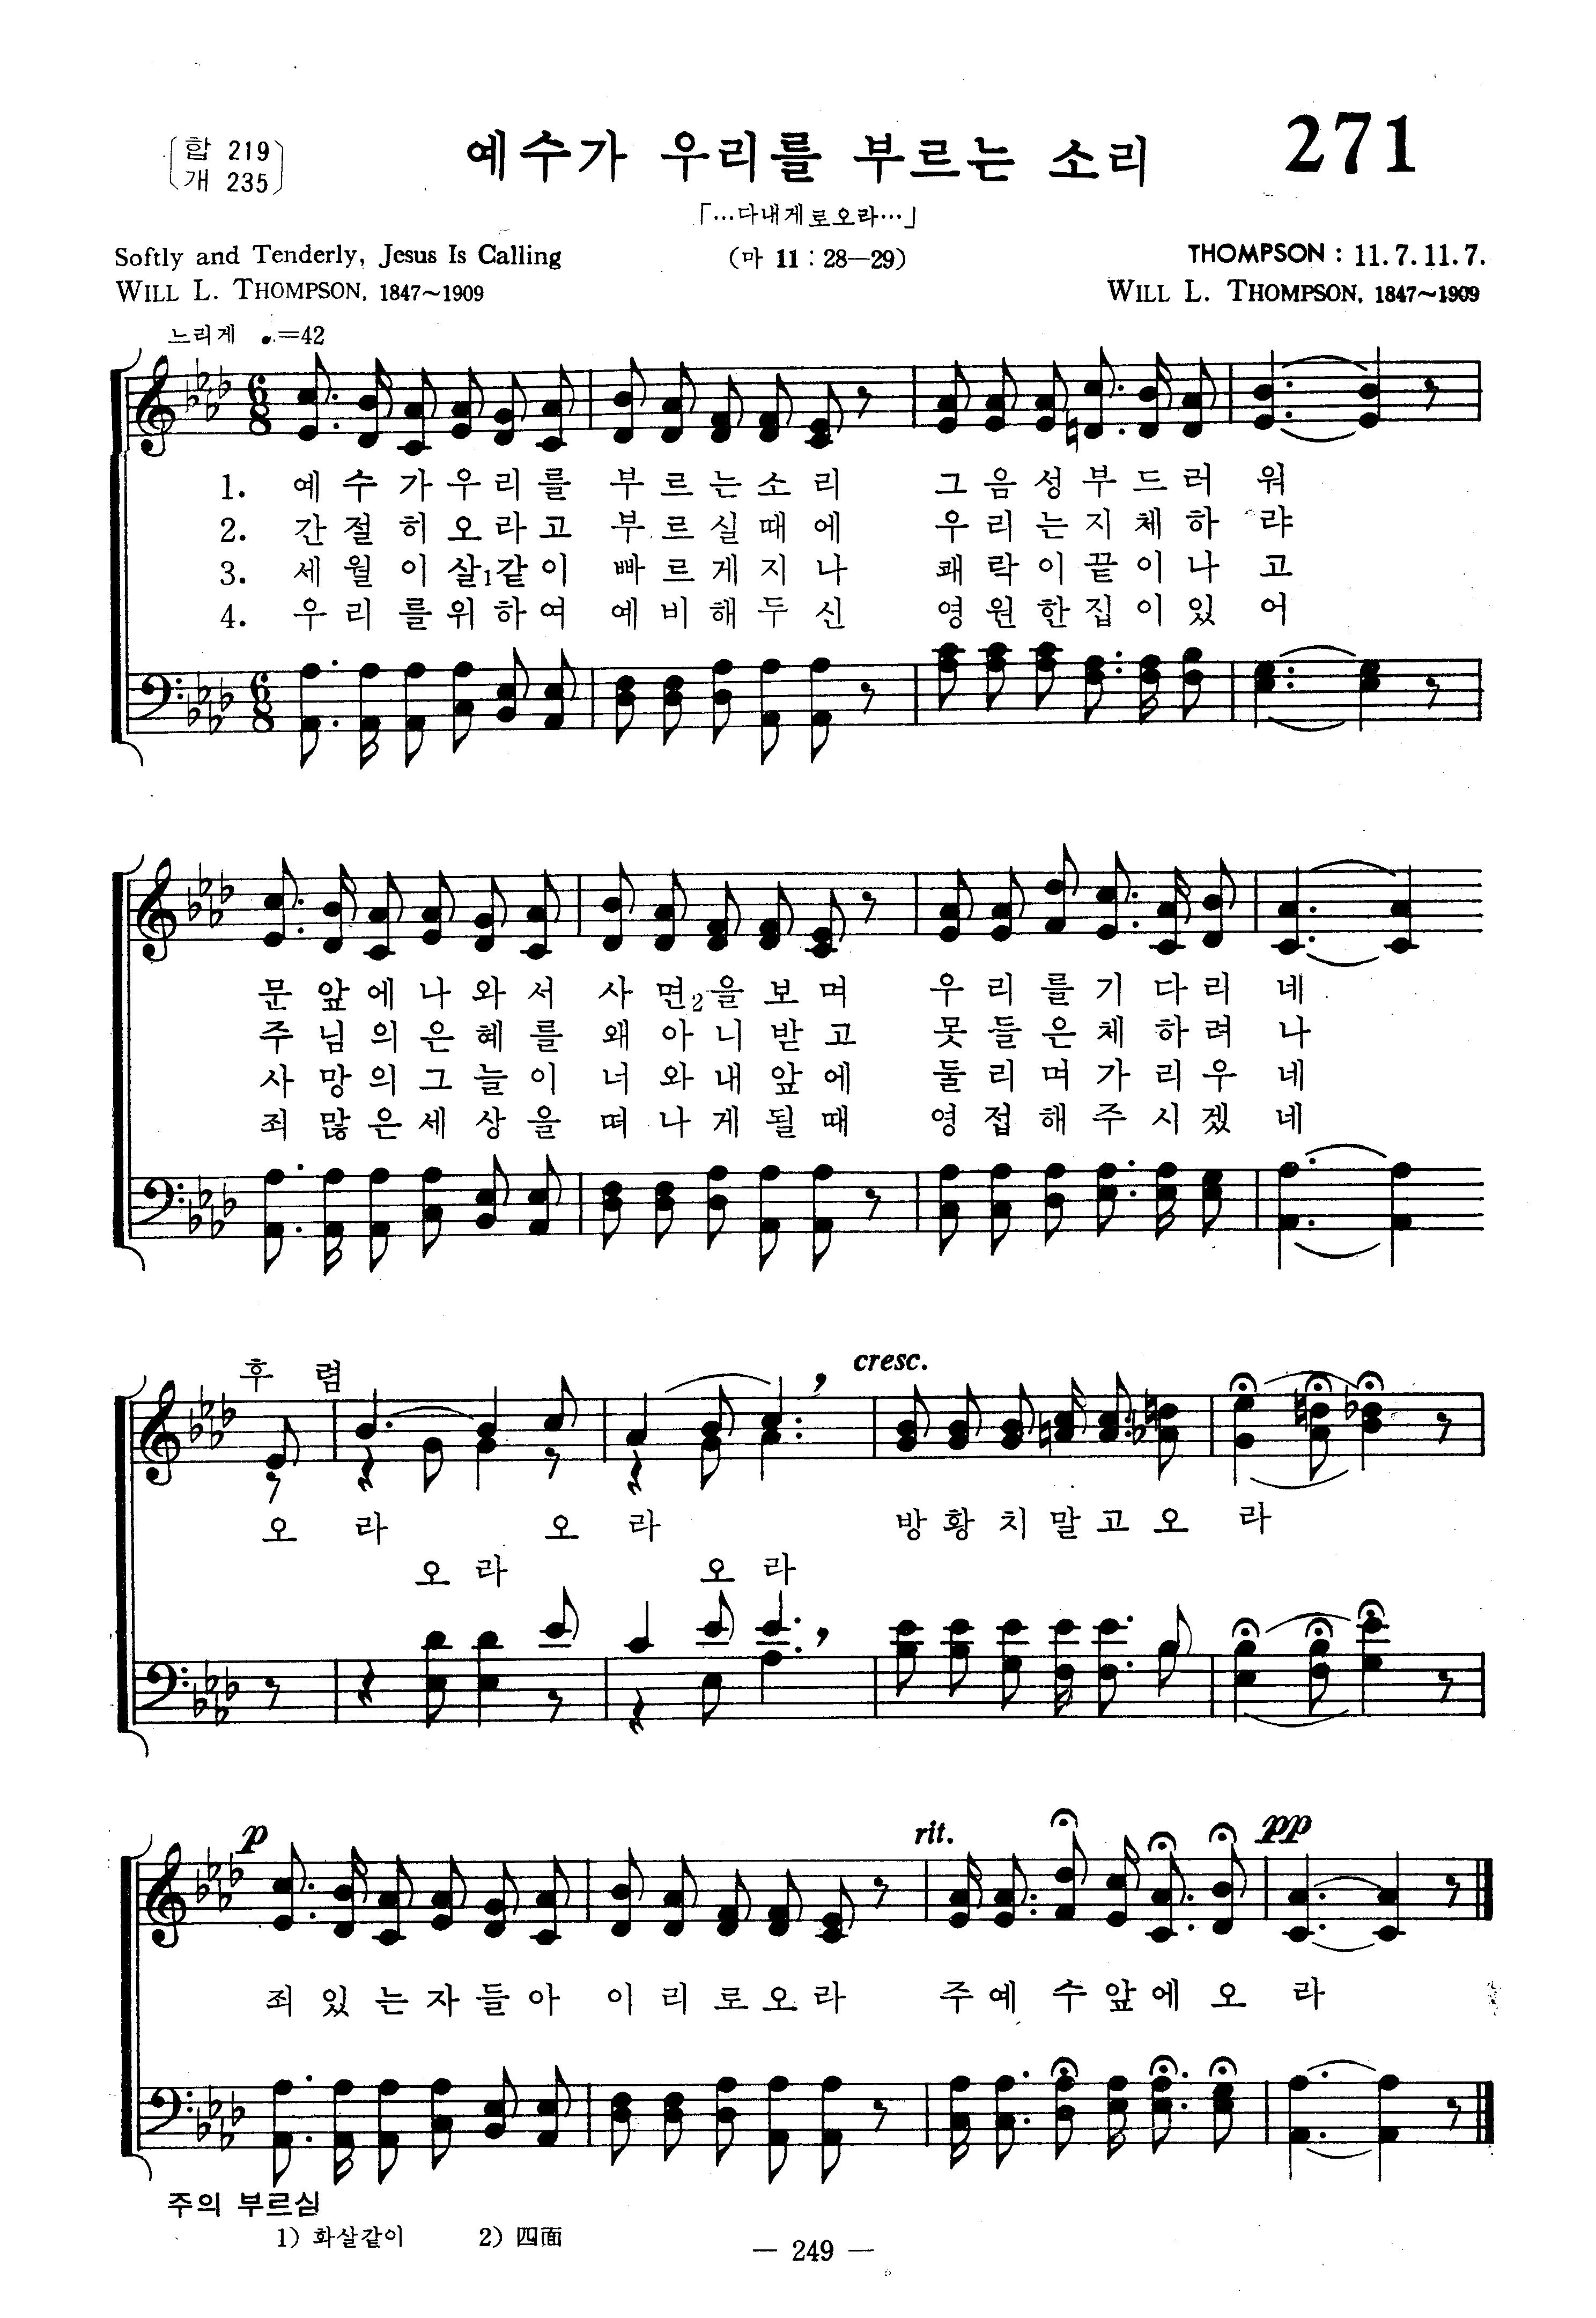 합 219
개 235
예수가 우리를 부르는 소리
271
「…다내게로오라…」
Softly and Tenderly, Jesus Is Calling
(마 11 : 28—29)
THOMPSON : 11. 7. 11. 7.
WILL L. THOMPSON, 1847~1909
WILL L. THOMPSON, 1847~1909
느리게 ♩.=42
1. 예 수 가 우 리 를 부 르 는 소 리 그 음 성 부 드 러 워
2. 간 절 히 오 라 고 부 르 실 때 에 우 리 는 지 체 하 랴
3. 세 월 이 살1같 이 빠 르 게 지 나 쾌 락 이 끝 이 나 고
4. 우 리 를 위 하 여 예 비 해 두 신 영 원 한 집 이 있 어
문 앞 에 나 와 서 사 면2을 보 며 우 리 를 기 다 리 네
주 님 의 은 혜 를 왜 아 니 받 고 못 들 은 체 하 려 나
사 망 의 그 늘 이 너 와 내 앞 에 둘 리 며 가 리 우 네
죄 많 은 세 상 을 떠 나 게 될 때 영 접 해 주 시 겠 네
후 렴
cresc.
오 라 오 라 방 황 치 말 고 오 라
오 라 오 라
p
rit.
pp
죄 있 는 자 들 아 이 리 로 오 라 주 예 수 앞 에 오 라
주의 부르심
1) 화살같이 2) 四面
— 249 —